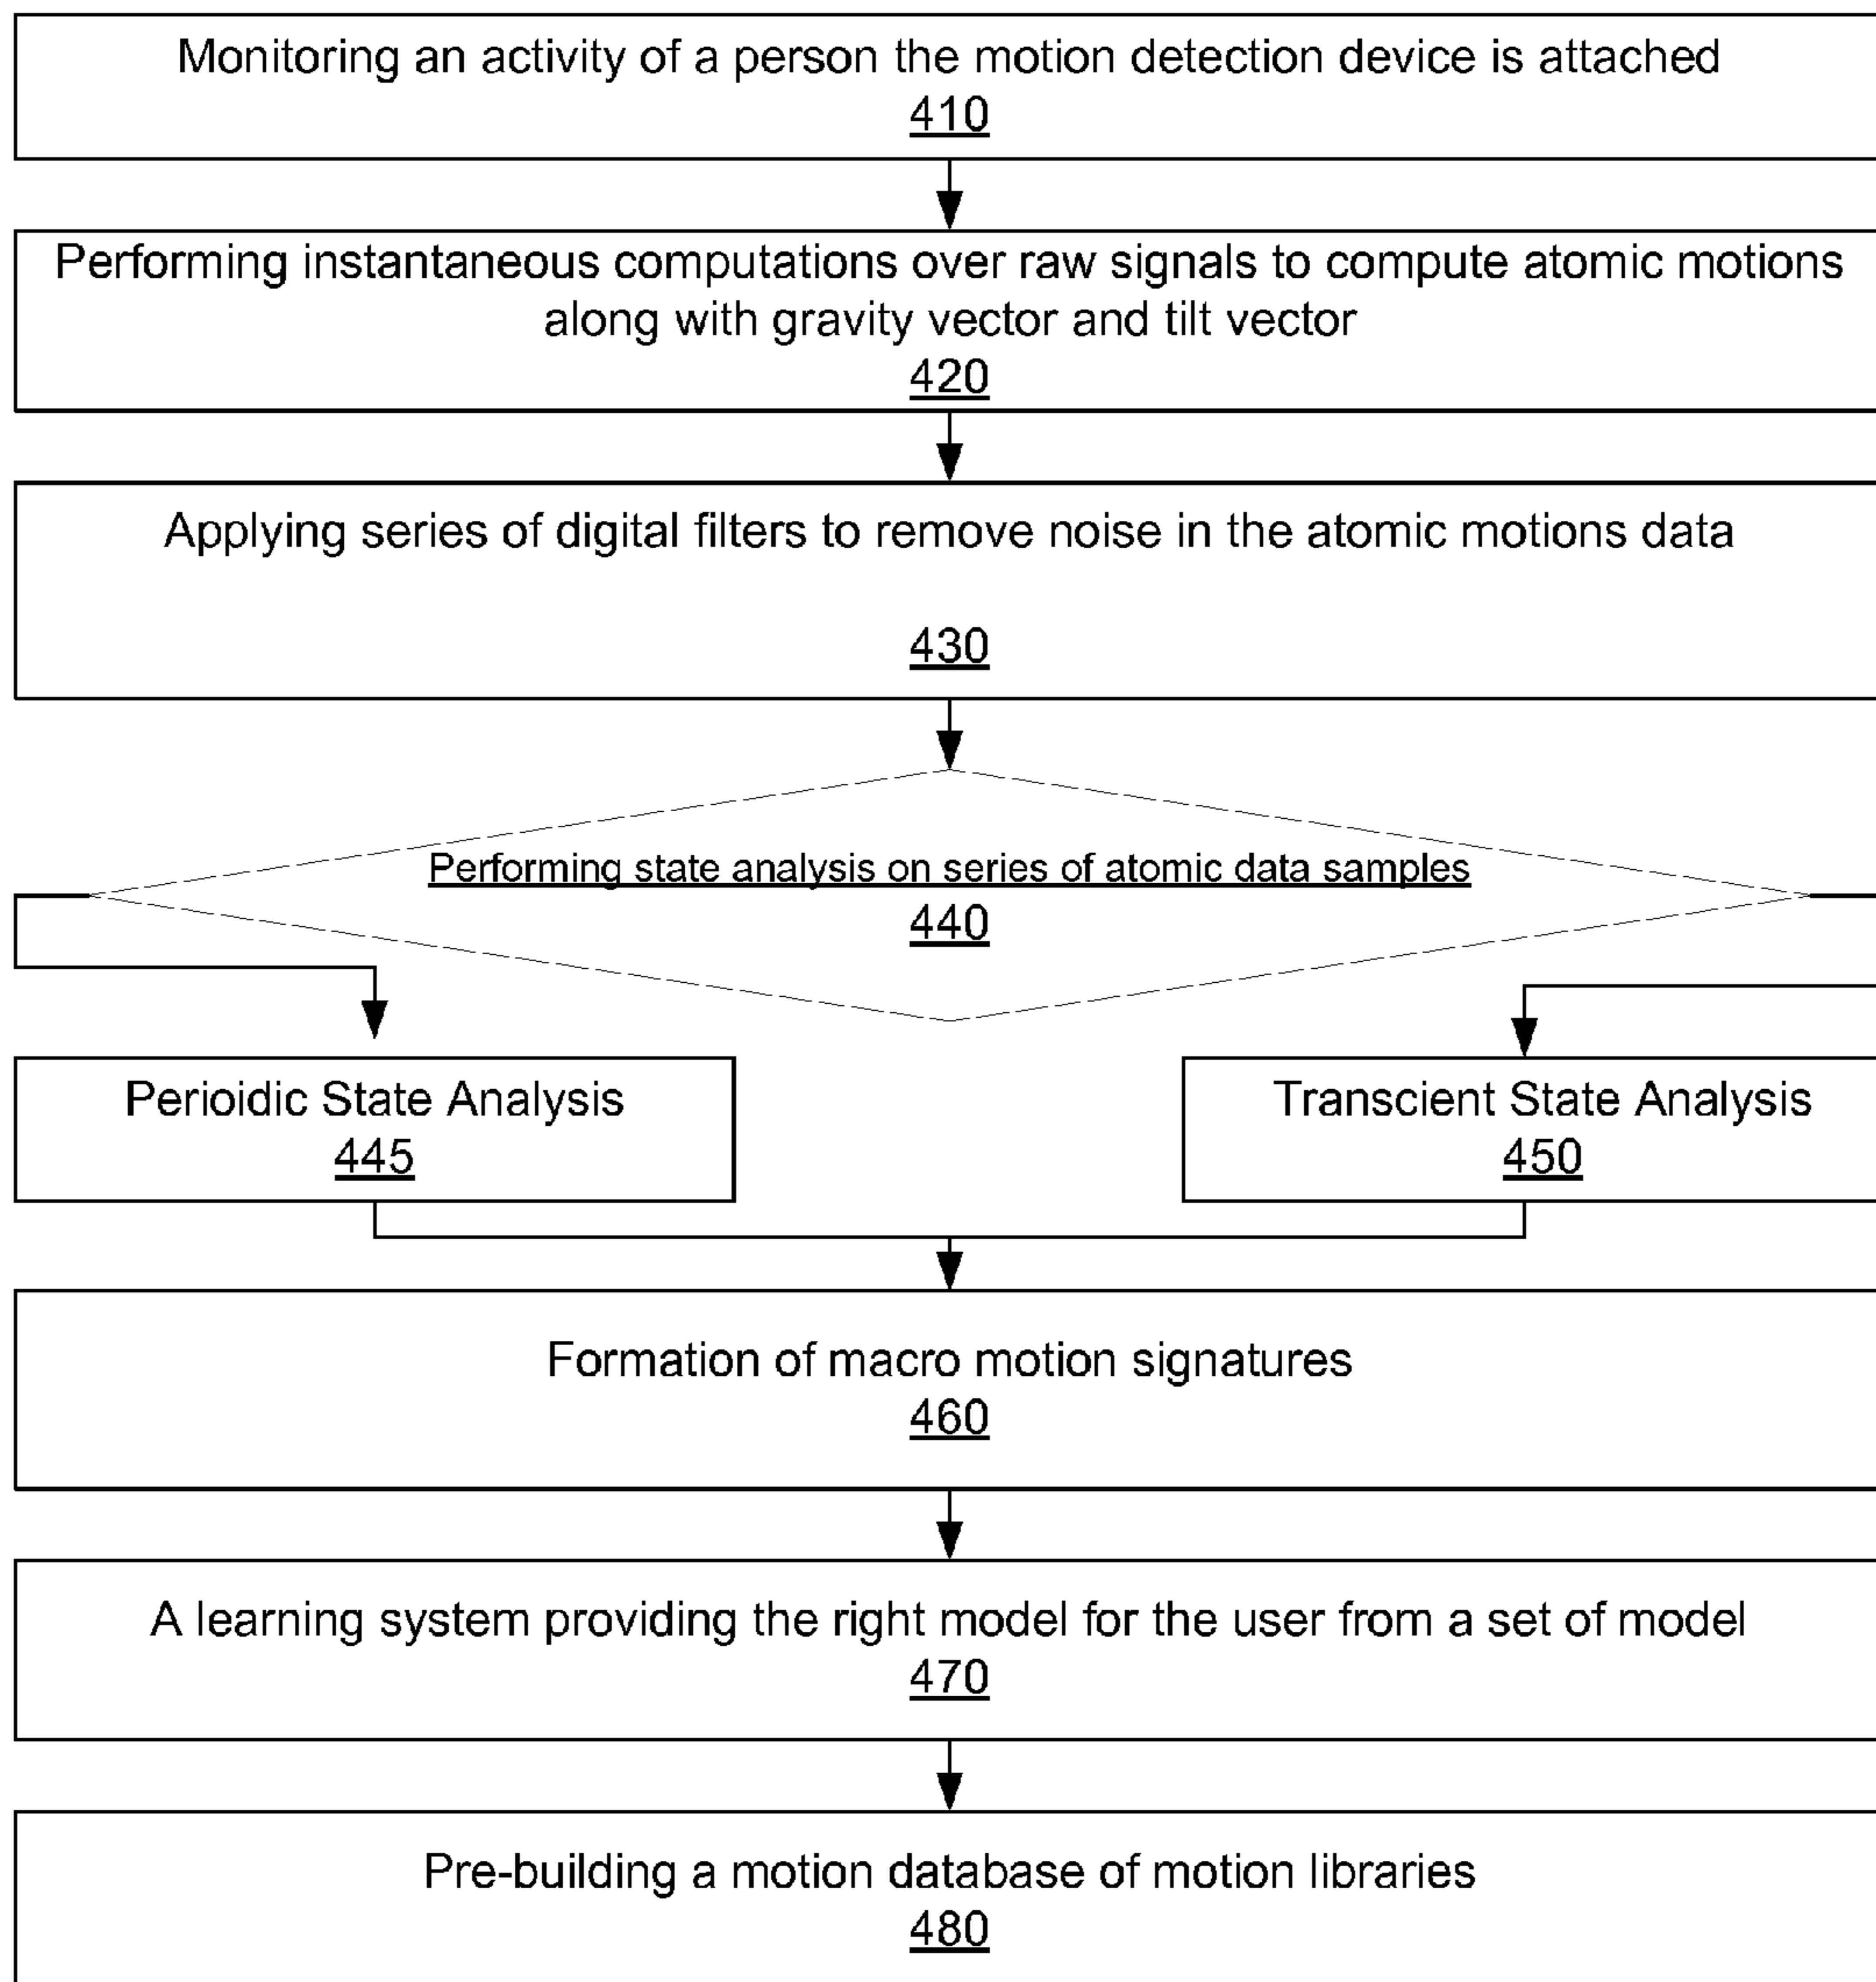 Monitoring an activity of a person the motion detection device is attached
410
Performing instantaneous computations over raw signals to compute atomic motions
along with gravity vector and tilt vector
420
Applying series of digital filters to remove noise in the atomic motions data
430
Performing state analysis on series of atomic data samples
440
Perioidic State Analysis
445
Transcient State Analysis
450
Formation of macro motion signatures
460
A learning system providing the right model for the user from a set of model
470
Pre-building a motion database of motion libraries
480